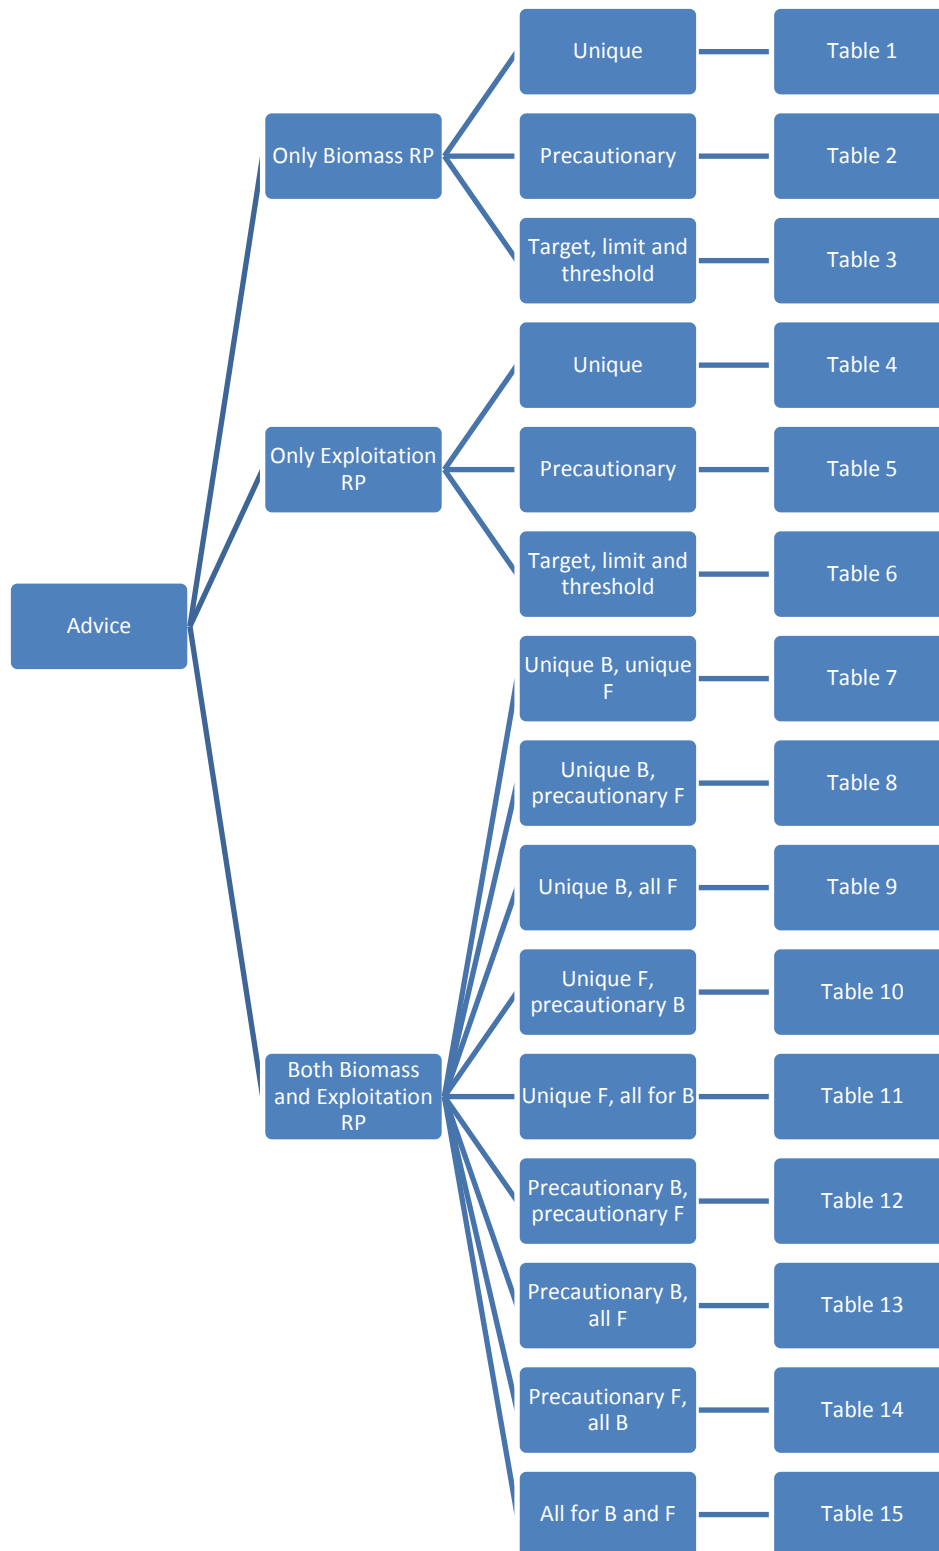 Advice
Only Biomass RP
Unique
Table 1
Precautionary
Table 2
Target, limit and
threshold
Table 3
Only Exploitation
RP
Unique
Table 4
Precautionary
Table 5
Target, limit and
threshold
Table 6
Both Biomass
and Exploitation
RP
Unique B, unique
F
Table 7
Unique B,
precautionary F
Table 8
Unique B, all F
Table 9
Unique F,
precautionary B
Table 10
Unique F, all for B
Table 11
Precautionary B,
precautionary F
Table 12
Precautionary B,
all F
Table 13
Precautionary F,
all B
Table 14
All for B and F
Table 15